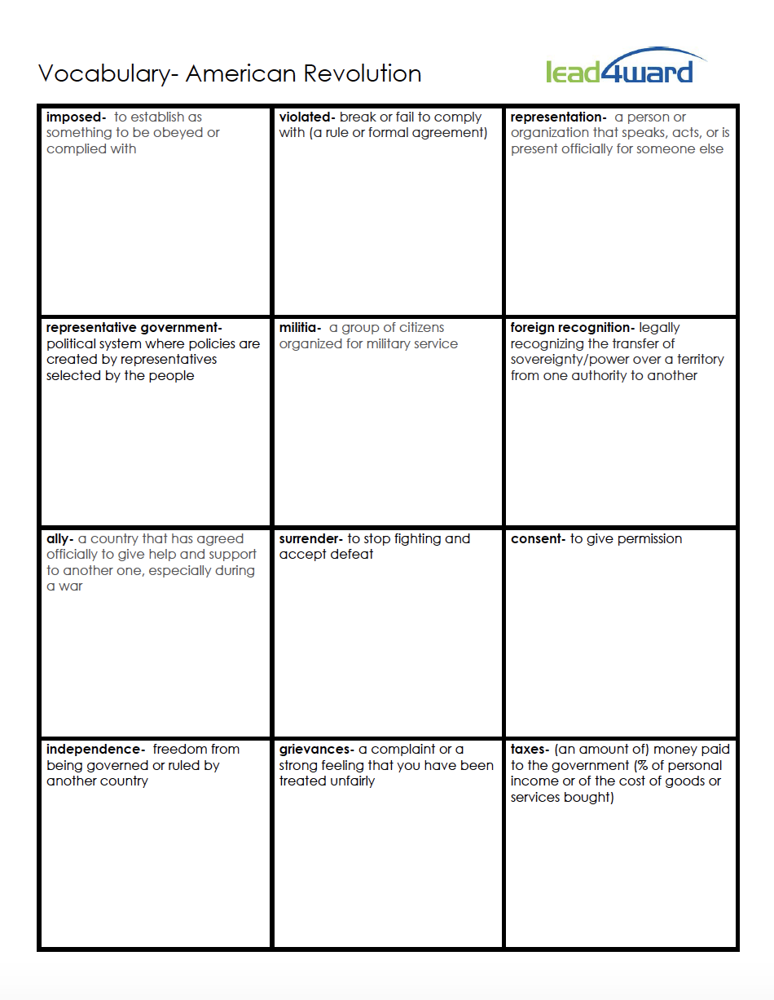 Vocabulary- American Revolution
lead4ward
imposed- to establish as
something to be obeyed or
complied with
violated- break or fail to comply
with (a rule or formal agreement)
representation- a person or
organization that speaks, acts, or is
present officially for someone else
representative government-
political system where policies are
created by representatives
selected by the people
militia- a group of citizens
organized for military service
foreign recognition- legally
recognizing the transfer of
sovereignty/power over a territory
from one authority to another
ally- a country that has agreed
officially to give help and support
to another one, especially during
a war
surrender- to stop fighting and
accept defeat
consent- to give permission
independence- freedom from
being governed or ruled by
another country
grievances- a complaint or a
strong feeling that you have been
treated unfairly
taxes- (an amount of) money paid
to the government (% of personal
income or of the cost of goods or
services bought)